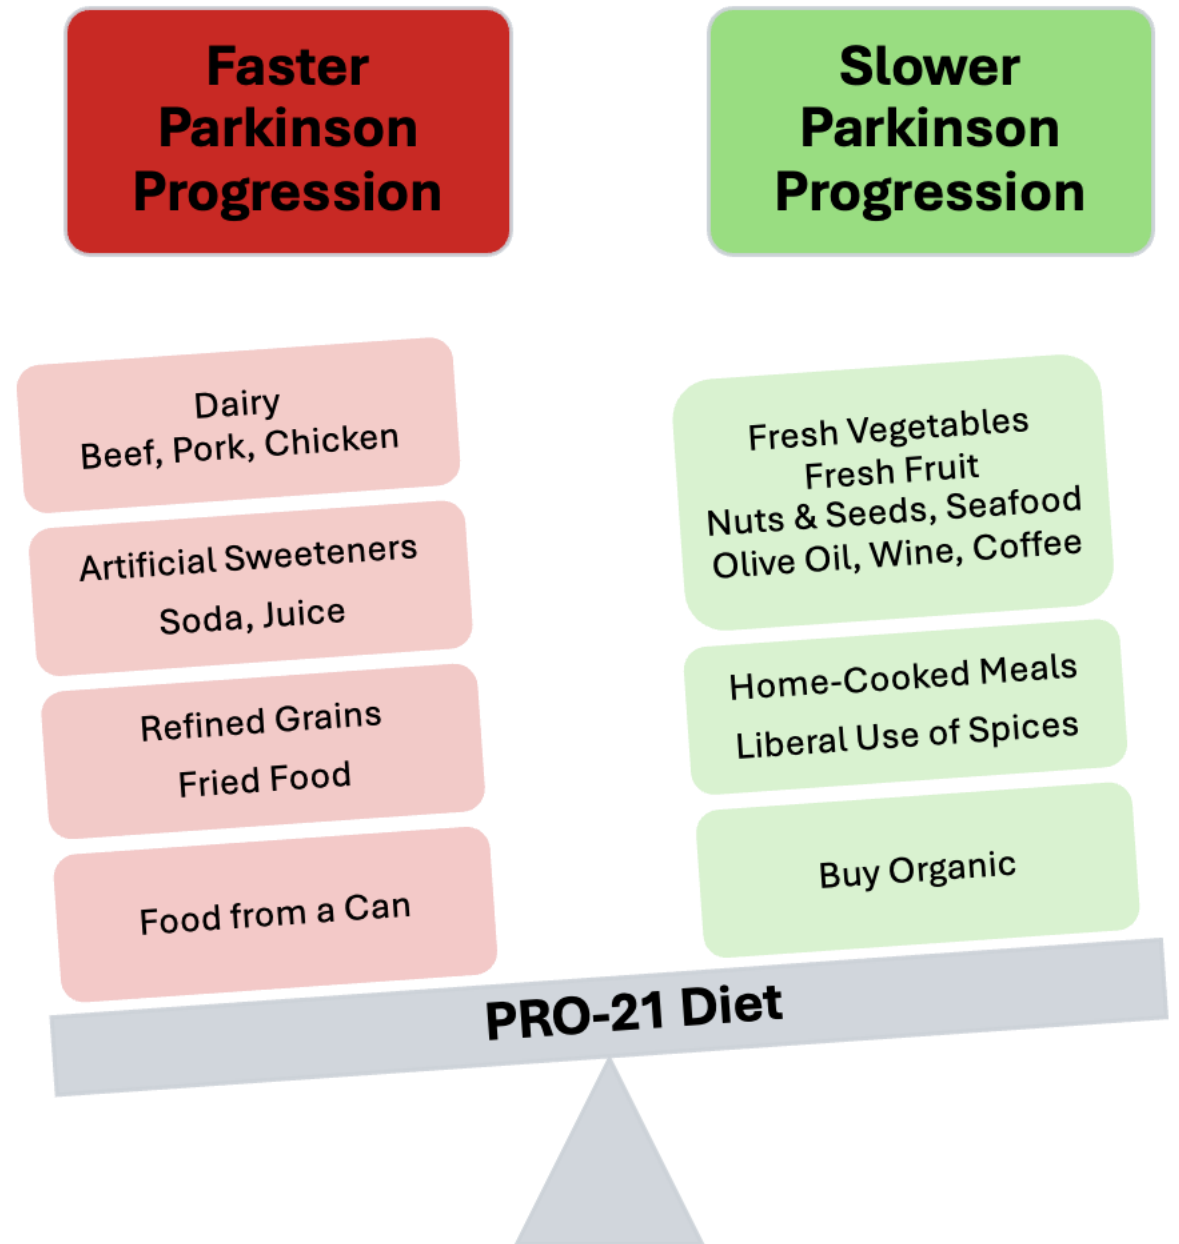 Faster
Parkinson
Progression
Slower
Parkinson
Progression
Dairy
Beef, Pork, Chicken
Artificial Sweeteners
Soda, Juice
Refined Grains
Fried Food
Food from a Can
Fresh Vegetables
Fresh Fruit
Nuts & Seeds, Seafood
Olive Oil, Wine, Coffee
Home-Cooked Meals
Liberal Use of Spices
Buy Organic
PRO-21 Diet